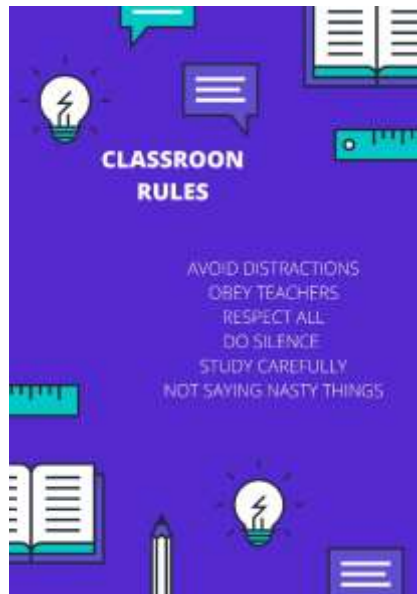 CLASSROON
RULES
AVOID DISTRACTIONS
OBEY TEACHERS
RESPECT ALL
DO SILENCE
STUDY CAREFULLY
NOT SAYING NASTY THINGS